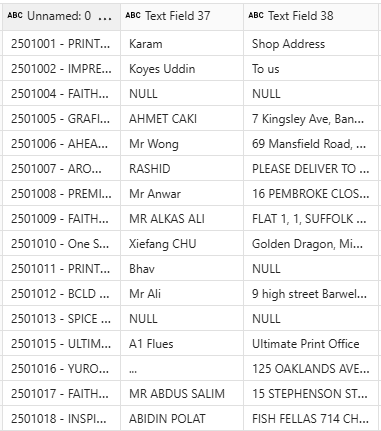 ABC Unnamed: 0 ... ABC Text Field 37 ABC Text Field 38
2501001 - PRINT... Karam Shop Address
2501002 - IMPRE... Koyes Uddin To us
2501004 - FAITH... NULL NULL
2501005 - GRAFI... AHMET CAKI 7 Kingsley Ave, Ban...
2501006 - AHEA... Mr Wong 69 Mansfield Road, ...
2501007 - ARO... RASHID PLEASE DELIVER TO ...
2501008 - PREMI... Mr Anwar 16 PEMBROKE CLOS...
2501009 - FAITH... MR ALKAS ALI FLAT 1, 1, SUFFOLK ...
2501010 - One S... Xiefang CHU Golden Dragon, Mi...
2501011 - PRINT... Bhav NULL
2501012 - BCLD ... Mr Ali 9 high street Barwel...
2501013 - SPICE ... NULL NULL
2501015 - ULTIM... A1 Flues Ultimate Print Office
2501016 - YURO... ... 125 OAKLANDS AVE...
2501017 - FAITH... MR ABDUS SALIM 15 STEPHENSON ST...
2501018 - INSPI... ABIDIN POLAT FISH FELLAS 714 CH...